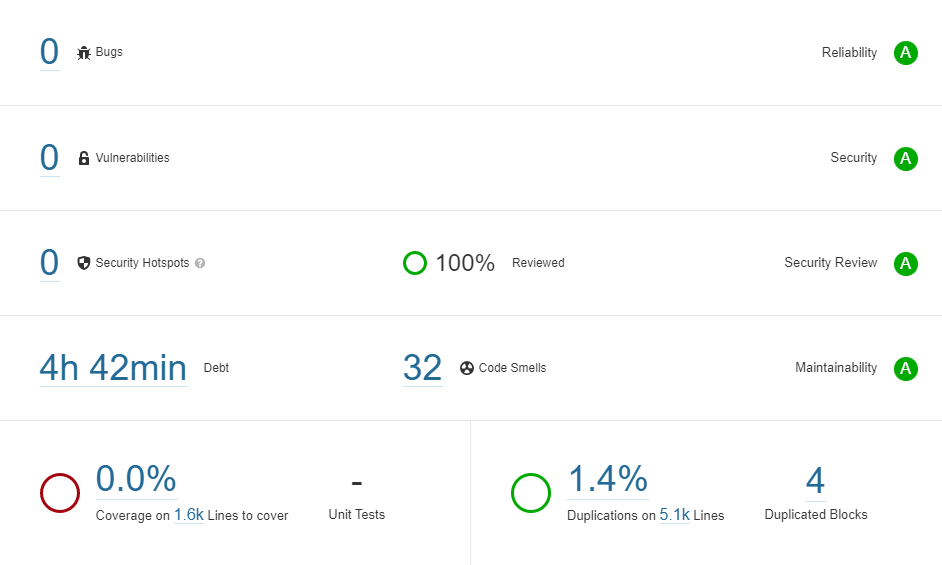 0 Bugs Reliability A
0 Vulnerabilities Security A
0 Security Hotspots ? 100% Reviewed Security Review A
4h 42min Debt 32 Code Smells Maintainability A
0.0% - 
Coverage on 1.6k Lines to cover Unit Tests
1.4% 4
Duplications on 5.1k Lines Duplicated Blocks